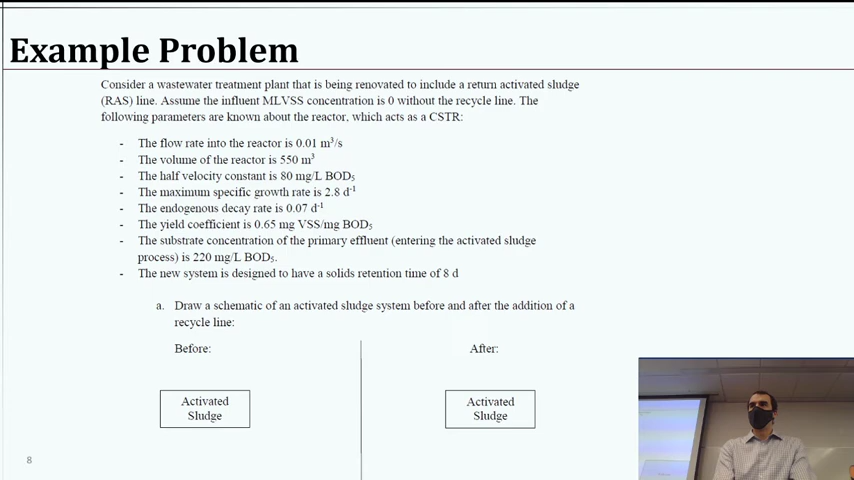 Example Problem
Consider a wastewater treatment plant that is being renovated to include a return activated sludge
(RAS) line. Assume the influent MLVSS concentration is 0 without the recycle line. The
following parameters are known about the reactor, which acts as a CSTR:
- The flow rate into the reactor is 0.01 m³/s
- The volume of the reactor is 550 m³
- The half velocity constant is 80 mg/L BOD₅
- The maximum specific growth rate is 2.8 d⁻¹
- The endogenous decay rate is 0.07 d⁻¹
- The yield coefficient is 0.65 mg VSS/mg BOD₅
- The substrate concentration of the primary effluent (entering the activated sludge
process) is 220 mg/L BOD₅.
- The new system is designed to have a solids retention time of 8 d
a. Draw a schematic of an activated sludge system before and after the addition of a
recycle line:
Before:
After:
Activated
Sludge
Activated
Sludge
8